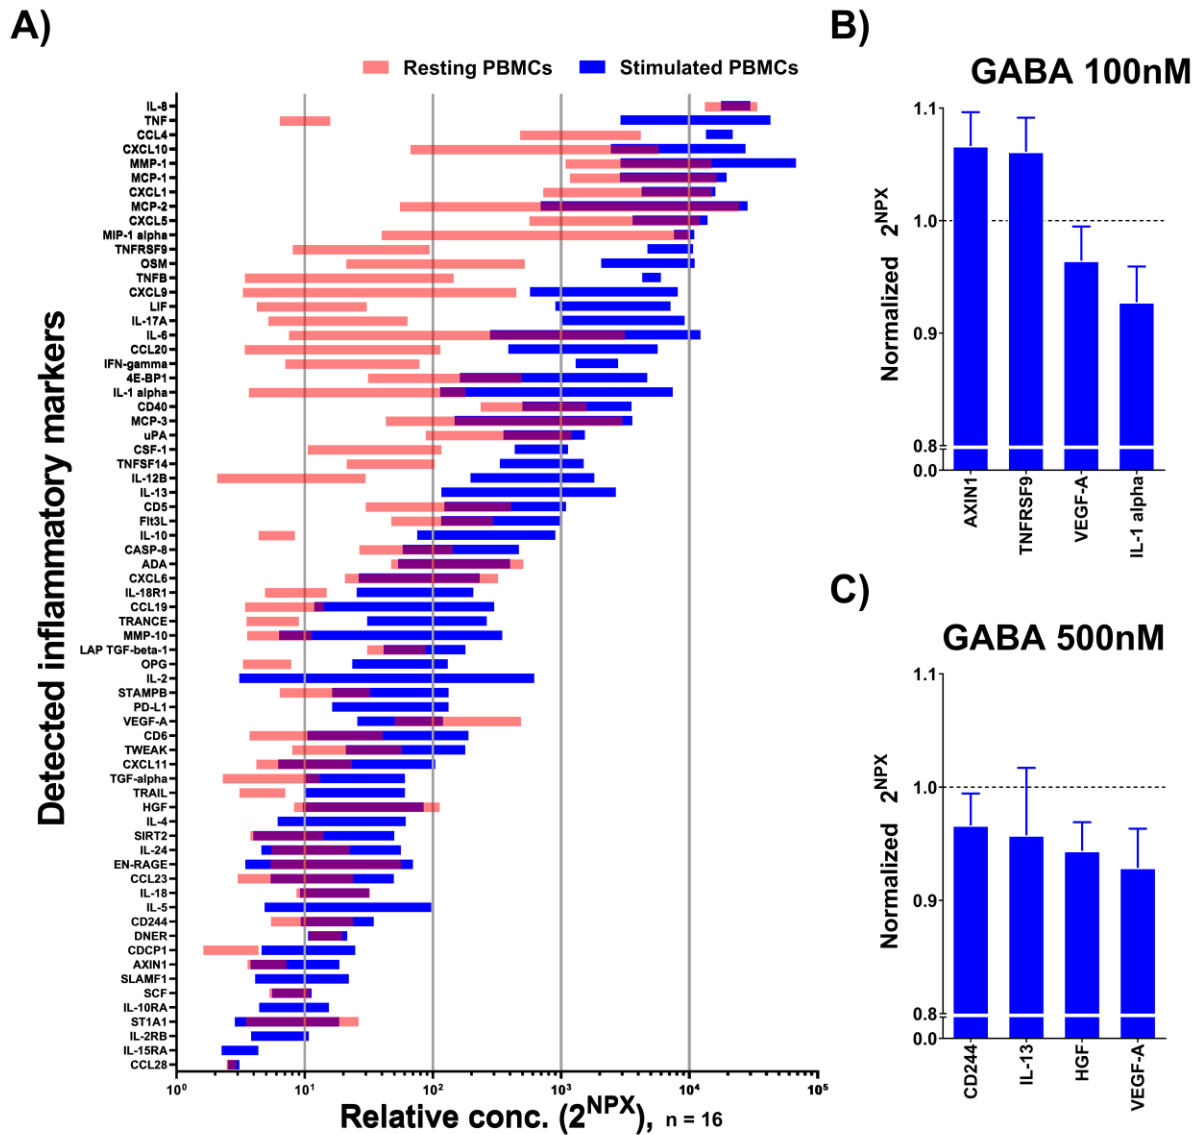 A)
Resting PBMCs
Stimulated PBMCs
Detected inflammatory markers
IL-8
TNF
CCL4
CXCL10
MMP-1
MCP-1
CXCL1
MCP-2
CXCL5
MIP-1 alpha
TNFRSF9
OSM
TNFB
CXCL9
LIF
IL-17A
IL-6
CCL20
IFN-gamma
4E-BP1
IL-1 alpha
CD40
MCP-3
uPA
CSF-1
TNFSF14
IL-12B
IL-13
CD5
Flt3L
IL-10
CASP-8
ADA
CXCL6
IL-18R1
CCL19
TRANCE
MMP-10
LAP TGF-beta-1
OPG
IL-2
STAMPB
PD-L1
VEGF-A
CD6
TWEAK
CXCL11
TGF-alpha
TRAIL
HGF
IL-4
SIRT2
IL-24
EN-RAGE
CCL23
IL-18
IL-5
CD244
DNER
CDCP1
AXIN1
SLAMF1
SCF
IL-10RA
ST1A1
IL-2RB
IL-15RA
CCL28
10⁰ 10¹ 10² 10³ 10⁴ 10⁵
Relative conc. (2^NPX), n = 16
B)
GABA 100nM
Normalized 2^NPX
1.1
1.0
0.9
0.8
0.0
AXIN1
TNFRSF9
VEGF-A
IL-1 alpha
C)
GABA 500nM
Normalized 2^NPX
1.1
1.0
0.9
0.8
0.0
CD244
IL-13
HGF
VEGF-A